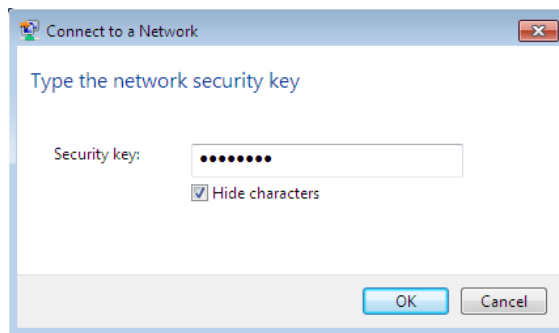 Connect to a Network
Type the network security key
Security key: ••••••••
Hide characters
OK Cancel